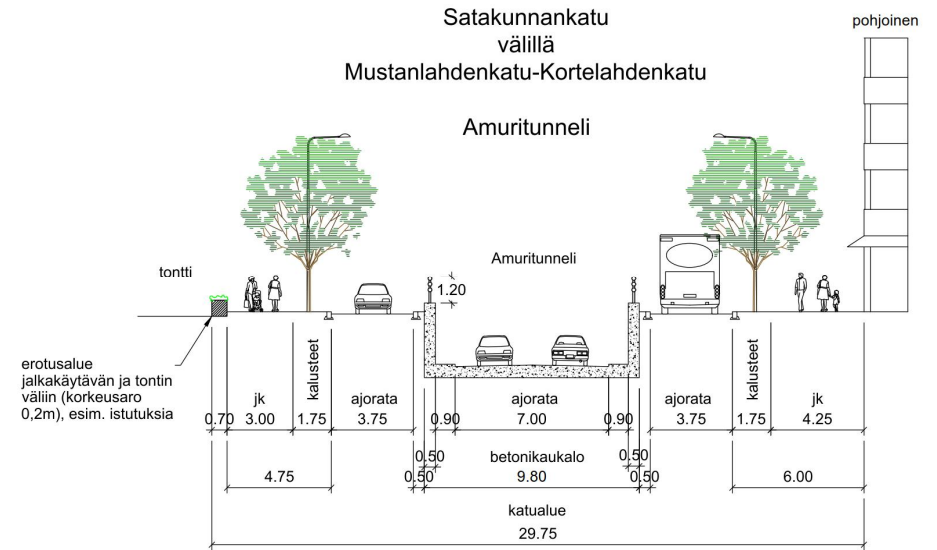 Satakunnankatu
välillä
Mustanlahdenkatu-Kortelahdenkatu
pohjoinen
Amuritunneli
tontti
Amuritunneli
1.20
erotusalue
jalkakäytävän ja tontin
väliin (korkeusaro
0,2m), esim. istutuksia
jk
kalusteet
ajorata
ajorata
ajorata
kalusteet
jk
0.70 3.00 1.75 3.75 0.90 7.00 0.90 3.75 1.75 4.25
0.50 betonikaukalo 0.50
4.75 0.50 9.80 0.50 6.00
katualue
29.75